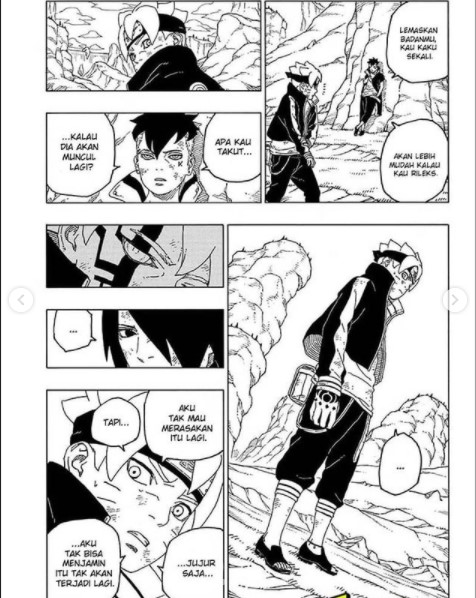 LEMASKAN
BADANMU,
KAU KAKU
SEKALI.
AKAN LEBIH
MUDAH KALAU
KAU RILEKS.
APA KAU
TAKUT...
...KALAU
DIA AKAN
MUNCUL
LAGI?
...
...
AKU
TAK MAU
MERASAKAN
ITU LAGI.
TAPI...
...JUJUR
SAJA...
...AKU
TAK BISA
MENJAMIN
ITU TAK AKAN
TERJADI LAGI.